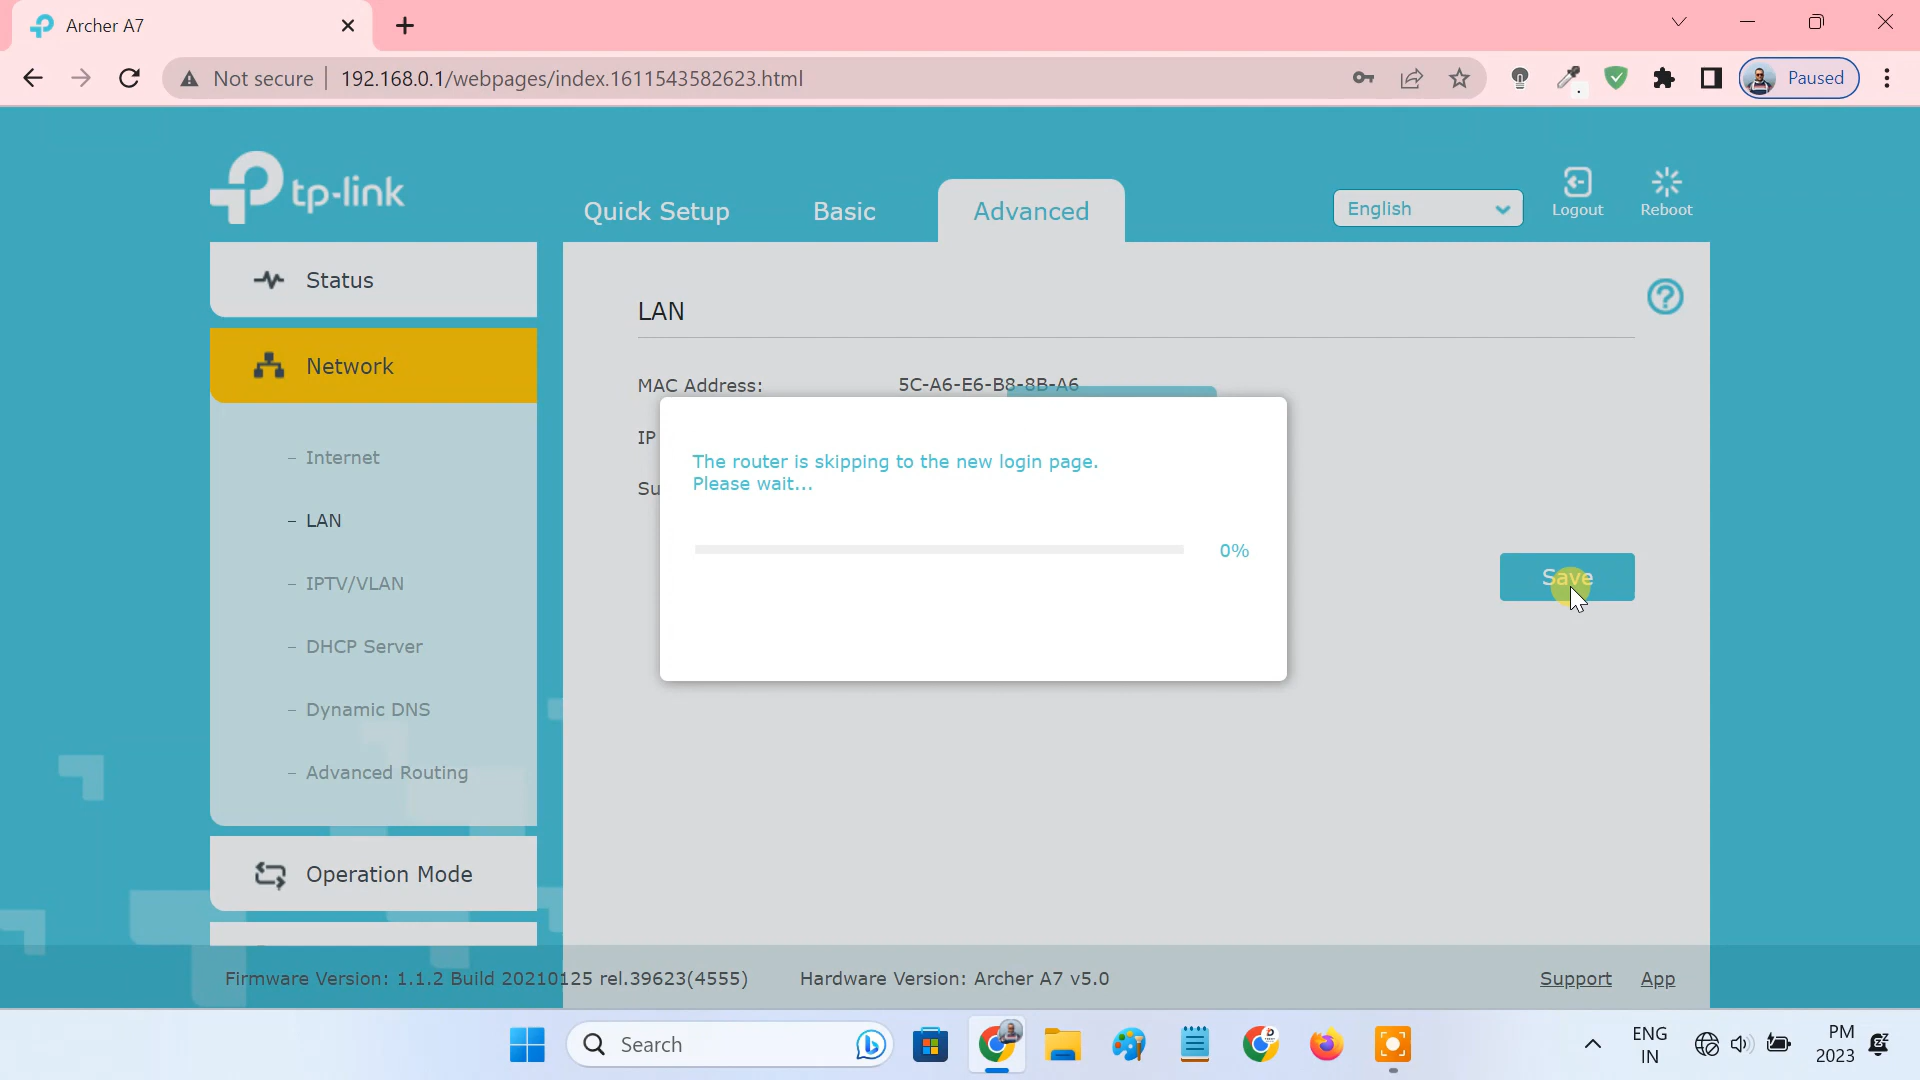 Archer A7
Not secure
192.168.0.1/webpages/index.1611543582623.html
Paused
tp-link
Quick Setup
Basic
Advanced
English
Logout
Reboot
Status
Network
- Internet
- LAN
- IPTV/VLAN
- DHCP Server
- Dynamic DNS
- Advanced Routing
Operation Mode
LAN
MAC Address: 5C-A6-E6-B8-8B-A6
IP
Su
The router is skipping to the new login page.
Please wait...
0%
Save
Firmware Version: 1.1.2 Build 20210125 rel.39623(4555)
Hardware Version: Archer A7 v5.0
Support
App
Search
ENG
IN
PM
2023